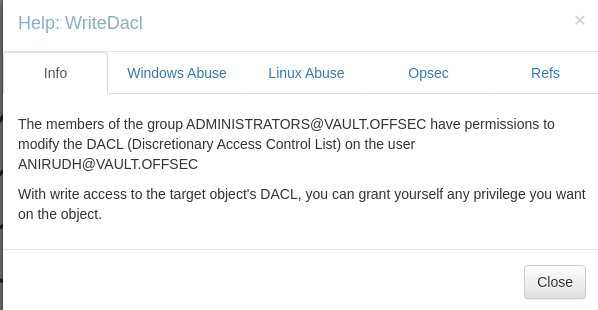 Help: WriteDacl
×
Info Windows Abuse Linux Abuse Opsec Refs
The members of the group ADMINISTRATORS@VAULT.OFFSEC have permissions to
modify the DACL (Discretionary Access Control List) on the user
ANIRUDH@VAULT.OFFSEC
With write access to the target object's DACL, you can grant yourself any privilege you want
on the object.
Close